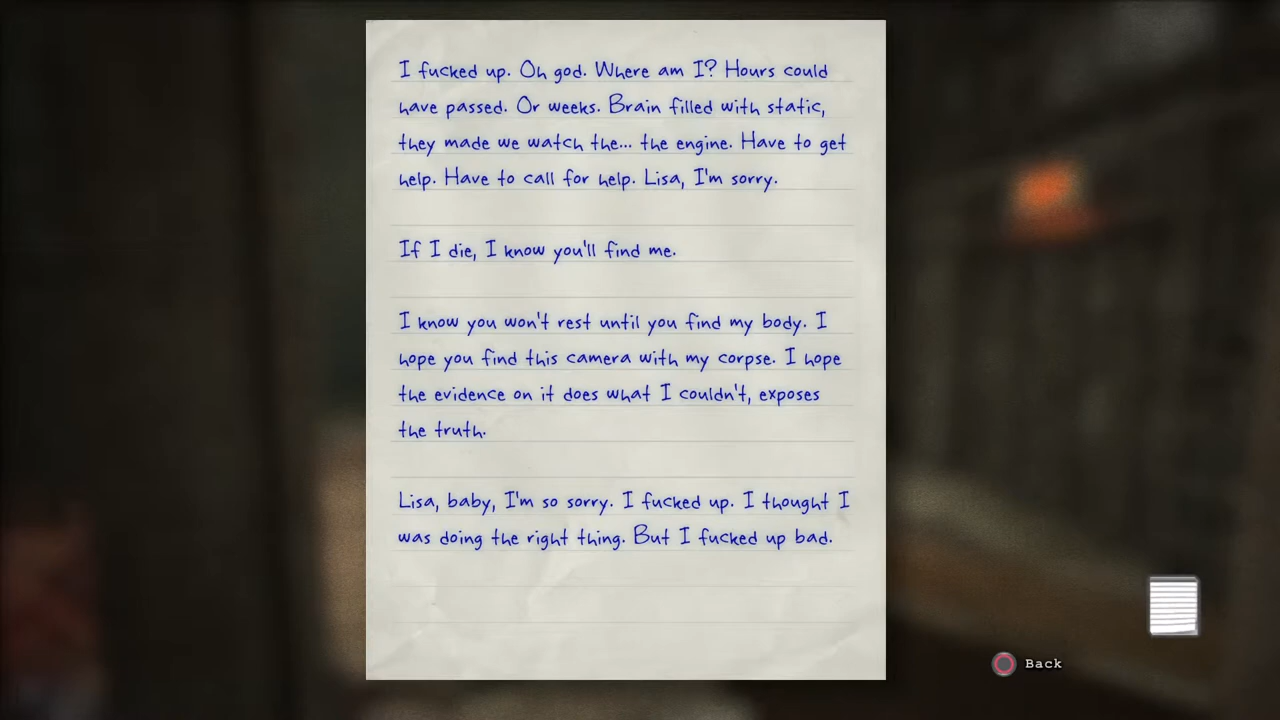 I fucked up. Oh god. Where am I? Hours could
have passed. Or weeks. Brain filled with static,
they made we watch the... the engine. Have to get
help. Have to call for help. Lisa, I'm sorry.
If I die, I know you'll find me.
I know you won't rest until you find my body. I
hope you find this camera with my corpse. I hope
the evidence on it does what I couldn't, exposes
the truth.
Lisa, baby, I'm so sorry. I fucked up. I thought I
was doing the right thing. But I fucked up bad.
Back